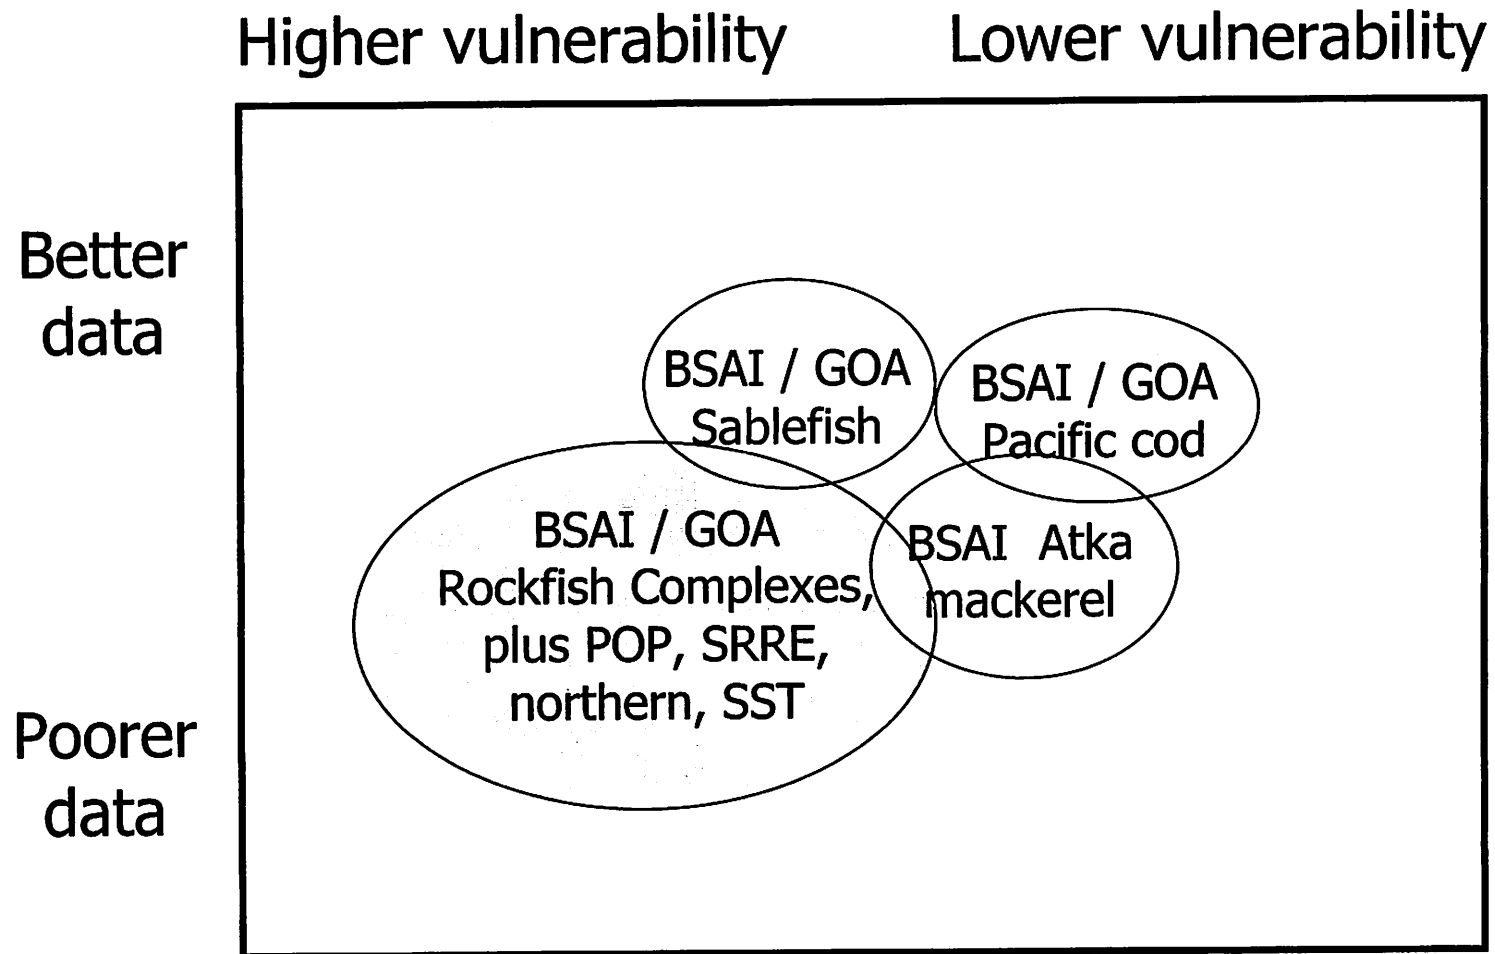 Higher vulnerability
Lower vulnerability
Better
data
BSAI / GOA
Sablefish
BSAI / GOA
Pacific cod
BSAI / GOA
Rockfish Complexes,
plus POP, SRRE,
northern, SST
BSAI Atka
mackerel
Poorer
data